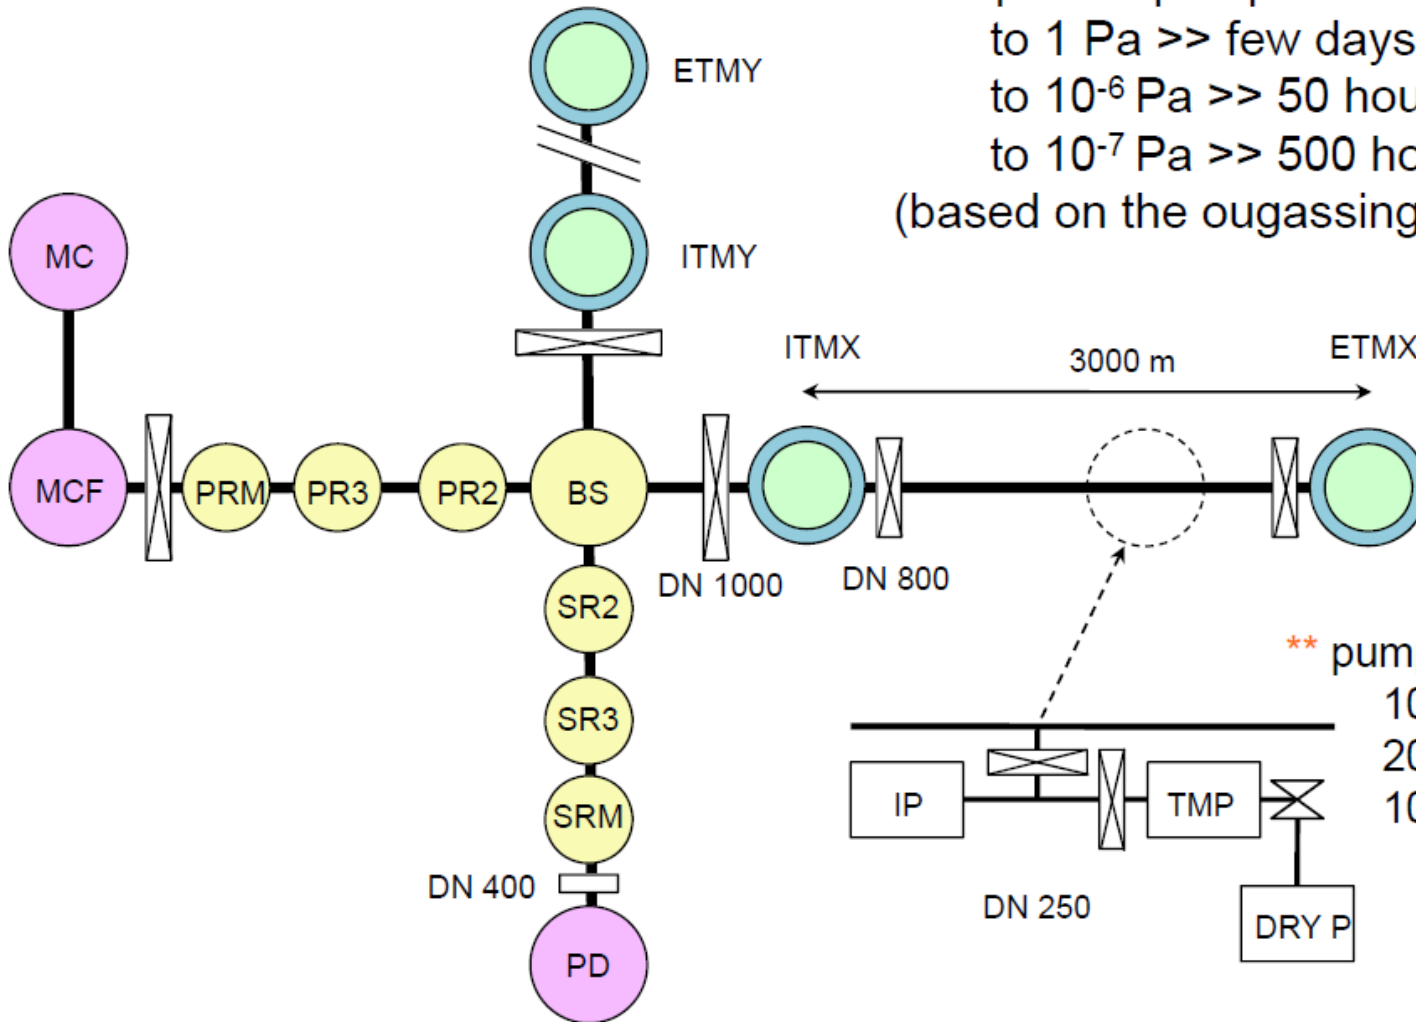 to 1 Pa >> few days
to 10-6 Pa >> 50 hou
to 10-7 Pa >> 500 ho
(based on the ougassing
ETMY
MC
ITMY
ITMX
3000 m
ETMX
MCF
PRM
PR3
PR2
BS
DN 1000
DN 800
SR2
SR3
SRM
DN 400
PD
** pum
10
20
10
IP
TMP
DN 250
DRY P